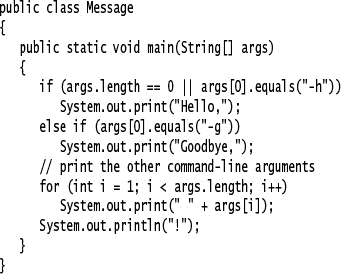 public class Message
{
   public static void main(String[] args)
   {
      if (args.length == 0 || args[0].equals("-h"))
         System.out.print("Hello,");
      else if (args[0].equals("-g"))
         System.out.print("Goodbye,");
      // print the other command-line arguments
      for (int i = 1; i < args.length; i++)
         System.out.print(" " + args[i]);
      System.out.println("!");
   }
}